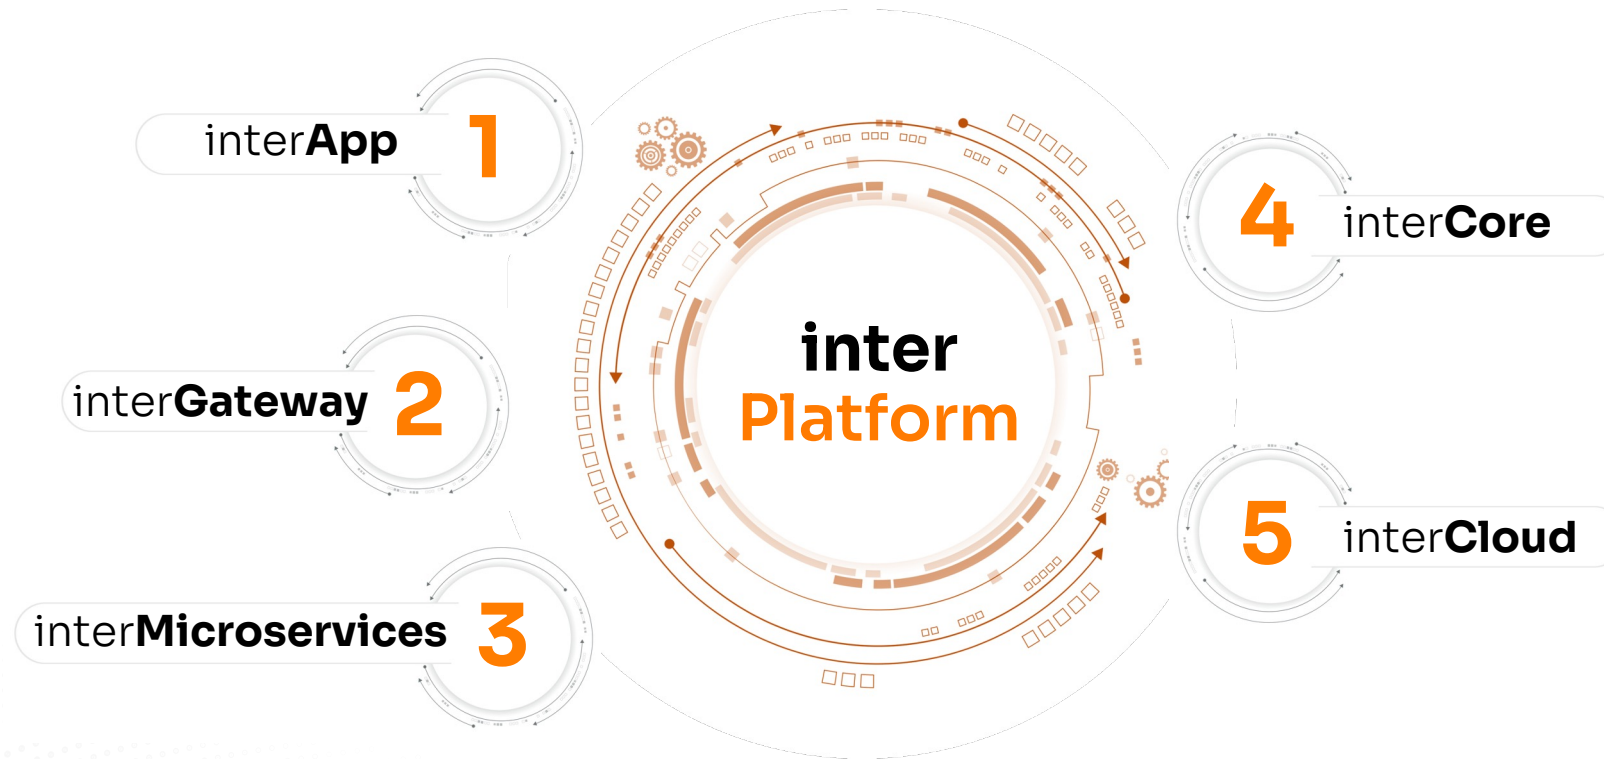 1
interApp
2
interGateway
3
interMicroservices
inter
Platform
4
interCore
5
interCloud